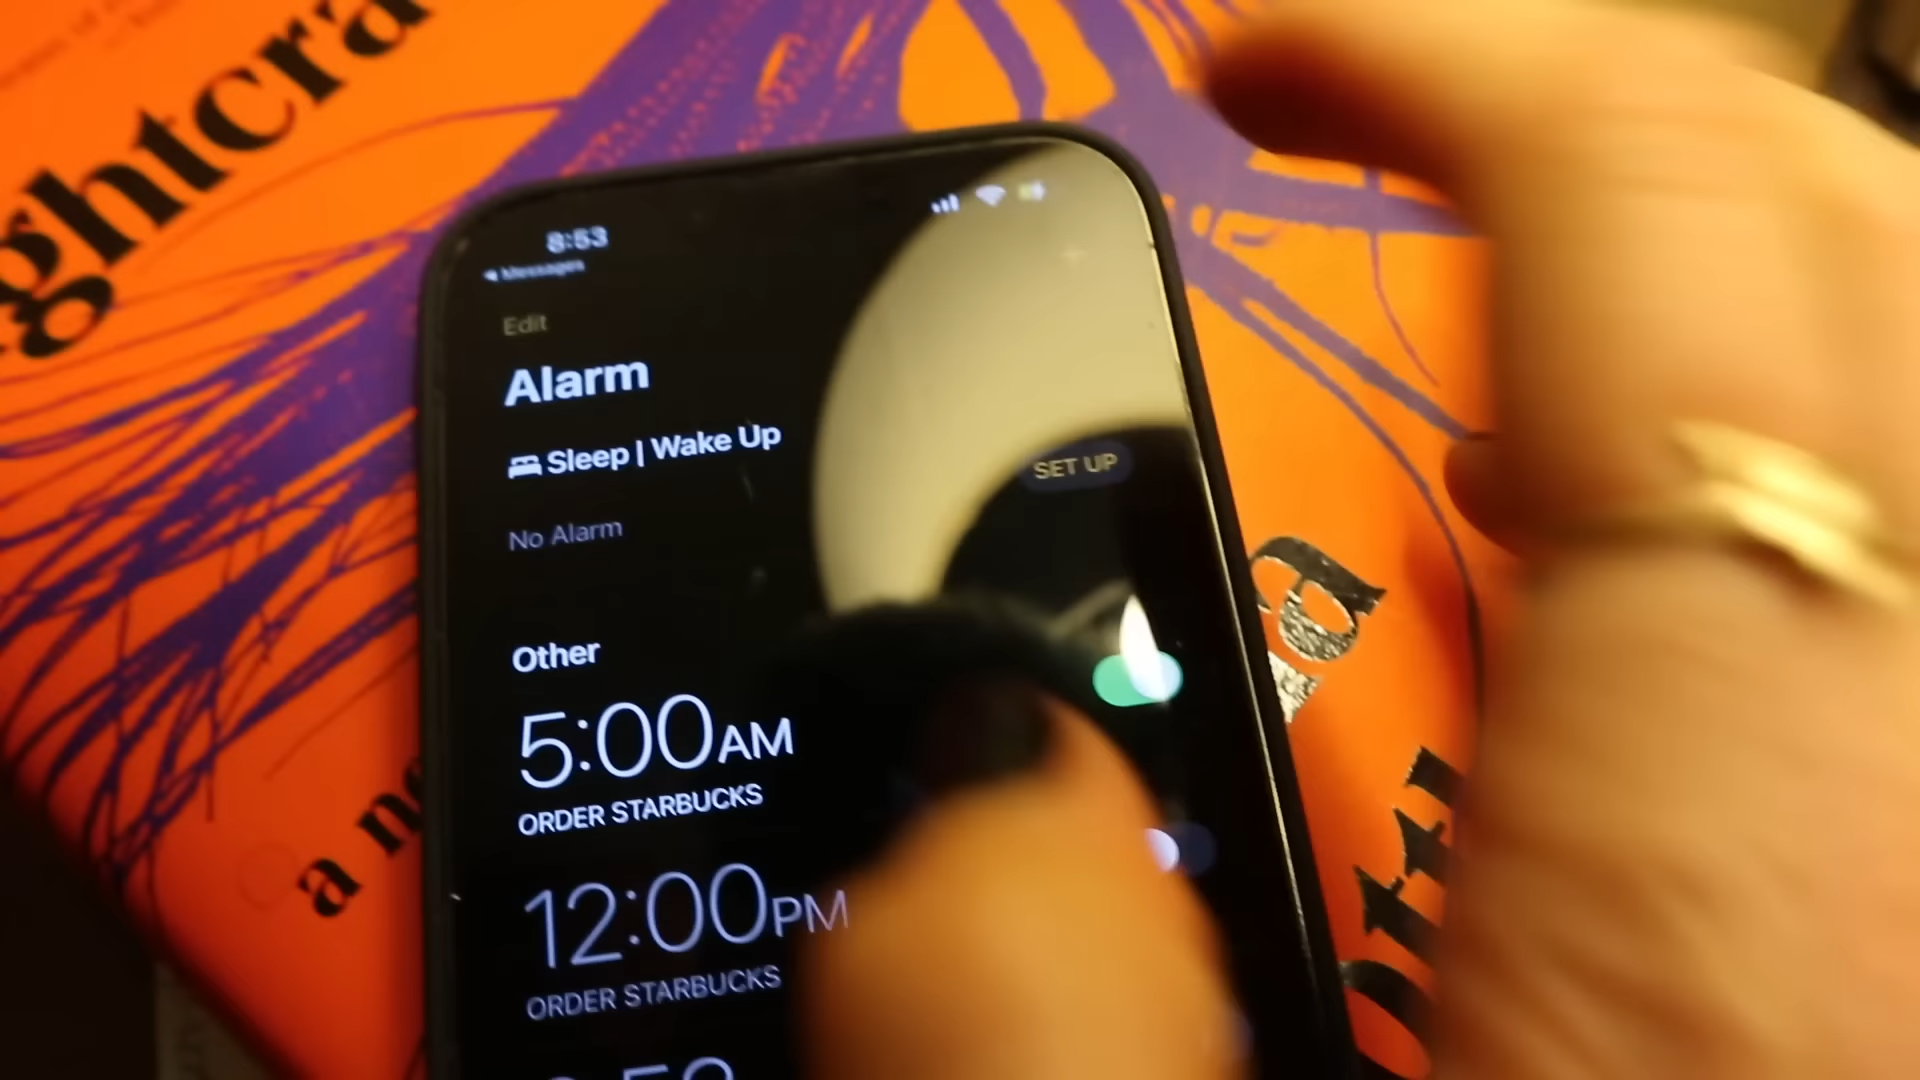 ghtcra
8:53
◀ Messages
Edit
Alarm
Sleep | Wake Up
SET UP
No Alarm
Other
5:00AM
ORDER STARBUCKS
12:00PM
ORDER STARBUCKS
a